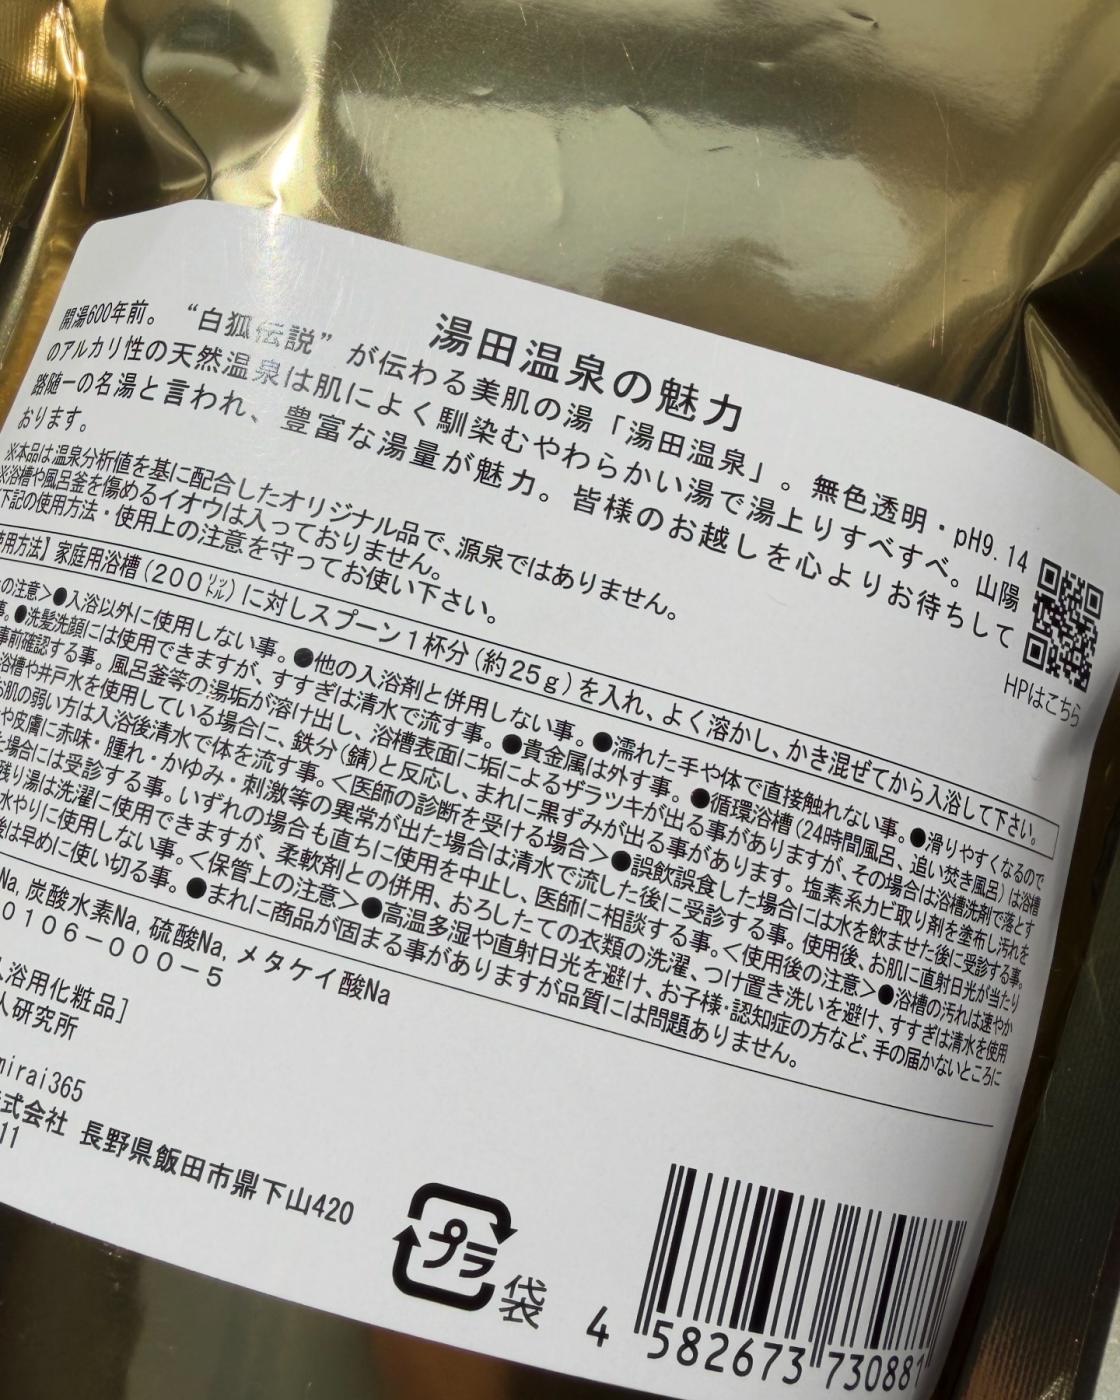 湯田温泉の魅力
開湯600年前。 “白狐伝説” が伝わる美肌の湯「湯田温泉」。無色透明・pH9.14
のアルカリ性の天然温泉は肌によく馴染むやわらかい湯で湯上りすべすべ。山陽
路随一の名湯と言われ、 豊富な湯量が魅力。皆様のお越しを心よりお待ちして
おります。
HPはこちら
※本品は温泉分析値を基に配合したオリジナル品で、源泉ではありません。
※浴槽や風呂釜を傷めるイオウは入っておりません。
下記の使用方法・使用上の注意を守ってお使い下さい。
使用方法】家庭用浴槽(200㍑)に対しスプーン1杯分(約25g)を入れ、よく溶かし、かき混ぜてから入浴して下さい。
の注意>●入浴以外に使用しない事。●他の入浴剤と併用しない事。●濡れた手や体で直接触れない事。●滑りやすくなるので
事。●洗髪洗顔には使用できますが、すすぎは清水で流す事。●貴金属は外す事。●循環浴槽(24時間風呂、追い焚き風呂)は浴槽
事前確認する事。風呂釜等の湯垢が溶け出し、浴槽表面に垢によるザラツキが出る事がありますが、その場合は浴槽洗剤で落とす
浴槽や井戸水を使用している場合に、鉄分(錆)と反応し、まれに黒ずみが出る事があります。塩素系カビ取り剤を塗布し汚れを
お肌の弱い方は入浴後清水で体を流す事。<医師の診断を受ける場合>●誤飲誤食した場合には水を飲ませた後に受診する事。
や皮膚に赤味・腫れ・かゆみ・刺激等の異常が出た場合は清水で流した後に受診する事。使用後、お肌に直射日光が当たり
場合には受診する事。いずれの場合も直ちに使用を中止し、医師に相談する事。<使用後の注意>●浴槽の汚れは速やか
残り湯は洗濯に使用できますが、柔軟剤との併用、おろしたての衣類の洗濯、つけ置き洗いを避け、すすぎは清水を使用
水やりに使用しない事。<保管上の注意>●高温多湿や直射日光を避け、お子様・認知症の方など、手の届かないところに
後は早めに使い切る事。●まれに商品が固まる事がありますが品質には問題ありません。
Na, 炭酸水素Na, 硫酸Na, メタケイ酸Na
0106-000-5
入浴用化粧品]
人研究所
mirai365
式会社 長野県飯田市鼎下山420
11
プラ
袋
4 582673 730881